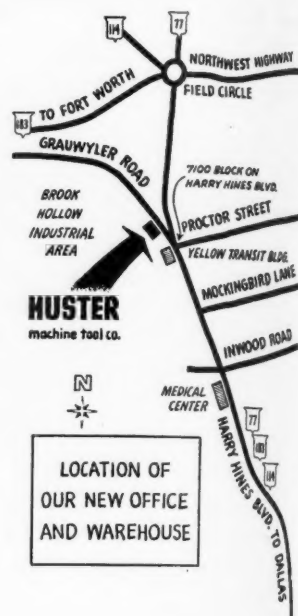 114
77
NORTHWEST HIGHWAY
FIELD CIRCLE
183
TO FORT WORTH
GRAUWYLER ROAD
7100 BLOCK ON
HARRY HINES BLVD.
BROOK
HOLLOW
INDUSTRIAL
AREA
PROCTOR STREET
YELLOW TRANSIT BLDG.
MOCKINGBIRD LANE
HUSTER
machine tool co.
INWOOD ROAD
N
MEDICAL
CENTER
77
183
114
HARRY HINES BLVD. TO DALLAS
LOCATION OF
OUR NEW OFFICE
AND WAREHOUSE